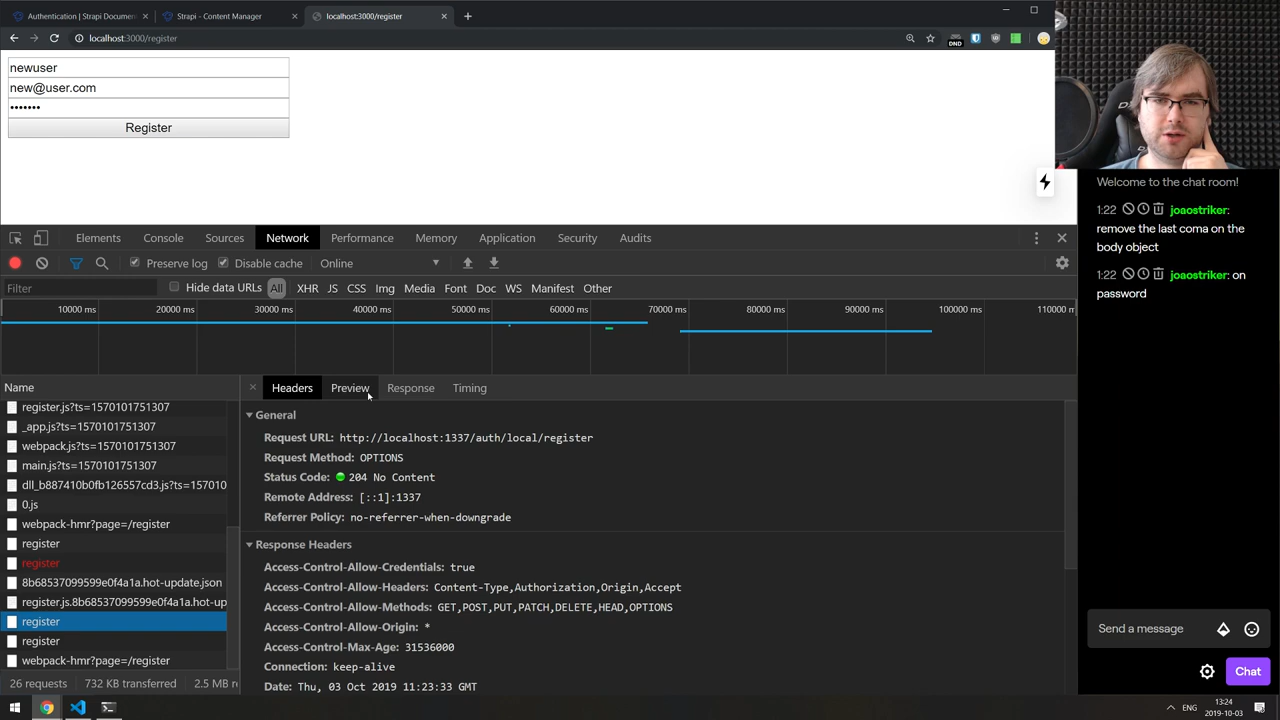 Authentication | Strapi Document
Strapi - Content Manager
localhost:3000/register
localhost:3000/register
DND
newuser
new@user.com
•••••••
Register
Welcome to the chat room!
1:22 joaostriker:
remove the last coma on the
body object
1:22 joaostriker: on
password
Elements Console Sources Network Performance Memory Application Security Audits
Preserve log Disable cache Online
Filter Hide data URLs All XHR JS CSS Img Media Font Doc WS Manifest Other
10000 ms 20000 ms 30000 ms 40000 ms 50000 ms 60000 ms 70000 ms 80000 ms 90000 ms 100000 ms 110000 m
Name
Headers Preview Response Timing
register.js?ts=1570101751307
_app.js?ts=1570101751307
webpack.js?ts=1570101751307
main.js?ts=1570101751307
dll_b887410b0fb126557cd3.js?ts=157010
0.js
webpack-hmr?page=/register
register
register
8b68537099599e0f4a1a.hot-update.json
register.js.8b68537099599e0f4a1a.hot-up
register
register
webpack-hmr?page=/register
26 requests 732 KB transferred 2.5 MB r
General
Request URL: http://localhost:1337/auth/local/register
Request Method: OPTIONS
Status Code: 204 No Content
Remote Address: [::1]:1337
Referrer Policy: no-referrer-when-downgrade
Response Headers
Access-Control-Allow-Credentials: true
Access-Control-Allow-Headers: Content-Type,Authorization,Origin,Accept
Access-Control-Allow-Methods: GET,POST,PUT,PATCH,DELETE,HEAD,OPTIONS
Access-Control-Allow-Origin: *
Access-Control-Max-Age: 31536000
Connection: keep-alive
Date: Thu, 03 Oct 2019 11:23:33 GMT
Send a message
Chat
ENG
13:24
2019-10-03